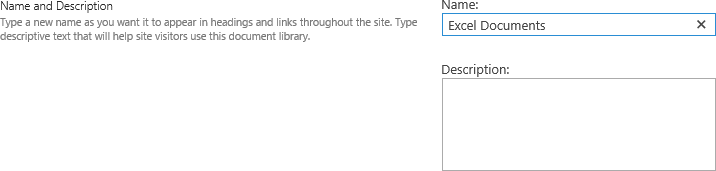 Name and Description
Type a new name as you want it to appear in headings and links throughout the site. Type
descriptive text that will help site visitors use this document library.
Name:
Excel Documents
Description: